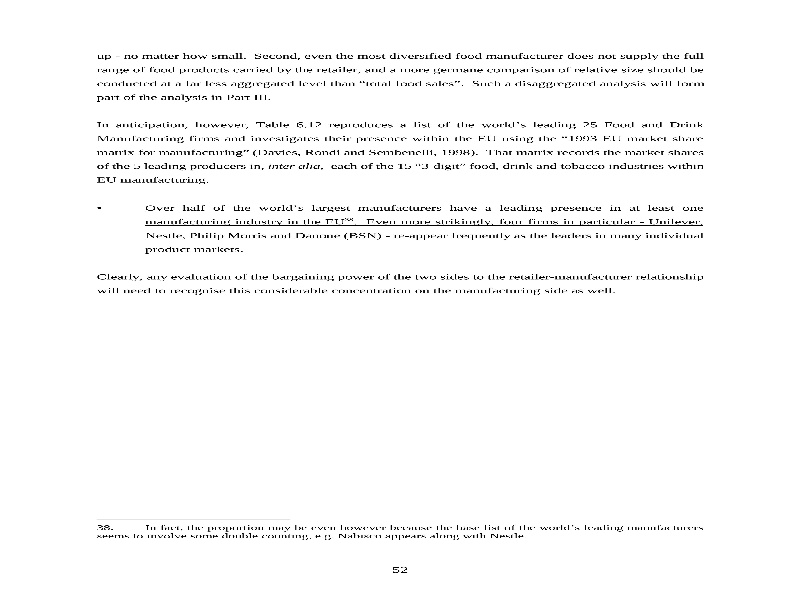 up - no matter how small. Second, even the most diversified food manufacturer does not supply the full
range of food products carried by the retailer, and a more germane comparison of relative size should be
conducted at a far less aggregated level than “total food sales”. Such a disaggregated analysis will form
part of the analysis in Part III.
In anticipation, however, Table 6.12 reproduces a list of the world’s leading 25 Food and Drink
Manufacturing firms and investigates their presence within the EU using the “1993 EU market share
matrix for manufacturing” (Davies, Rondi and Sembenelli, 1998). That matrix records the market shares
of the 5 leading producers in, inter alia, each of the 15 “3-digit” food, drink and tobacco industries within
EU manufacturing.
• Over half of the world’s largest manufacturers have a leading presence in at least one
manufacturing industry in the EU³⁸. Even more strikingly, four firms in particular - Unilever,
Nestle, Philip Morris and Danone (BSN) - re-appear frequently as the leaders in many individual
product markets.
Clearly, any evaluation of the bargaining power of the two sides to the retailer-manufacturer relationship
will need to recognise this considerable concentration on the manufacturing side as well.
38. In fact, the proportion may be even however because the base list of the world’s leading manufacturers
seems to involve some double counting, e.g. Nabisco appears along with Nestle
52